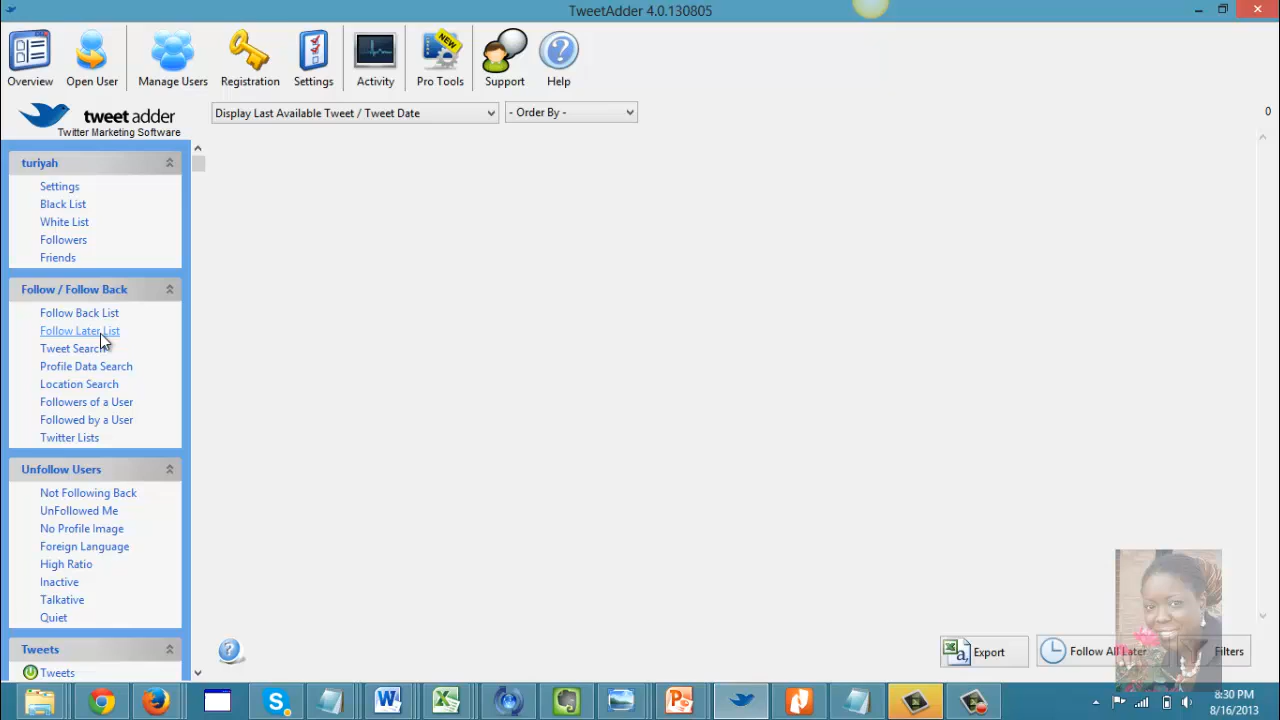 TweetAdder 4.0.130805
Overview
Open User
Manage Users
Registration
Settings
Activity
NEW
Pro Tools
Support
Help
tweet adder
Twitter Marketing Software
Display Last Available Tweet / Tweet Date
- Order By -
0
turiyah
Settings
Black List
White List
Followers
Friends
Follow / Follow Back
Follow Back List
Follow Later List
Tweet Search
Profile Data Search
Location Search
Followers of a User
Followed by a User
Twitter Lists
Unfollow Users
Not Following Back
UnFollowed Me
No Profile Image
Foreign Language
High Ratio
Inactive
Talkative
Quiet
Tweets
Tweets
Export
Follow All Later
Filters
8:30 PM
8/16/2013